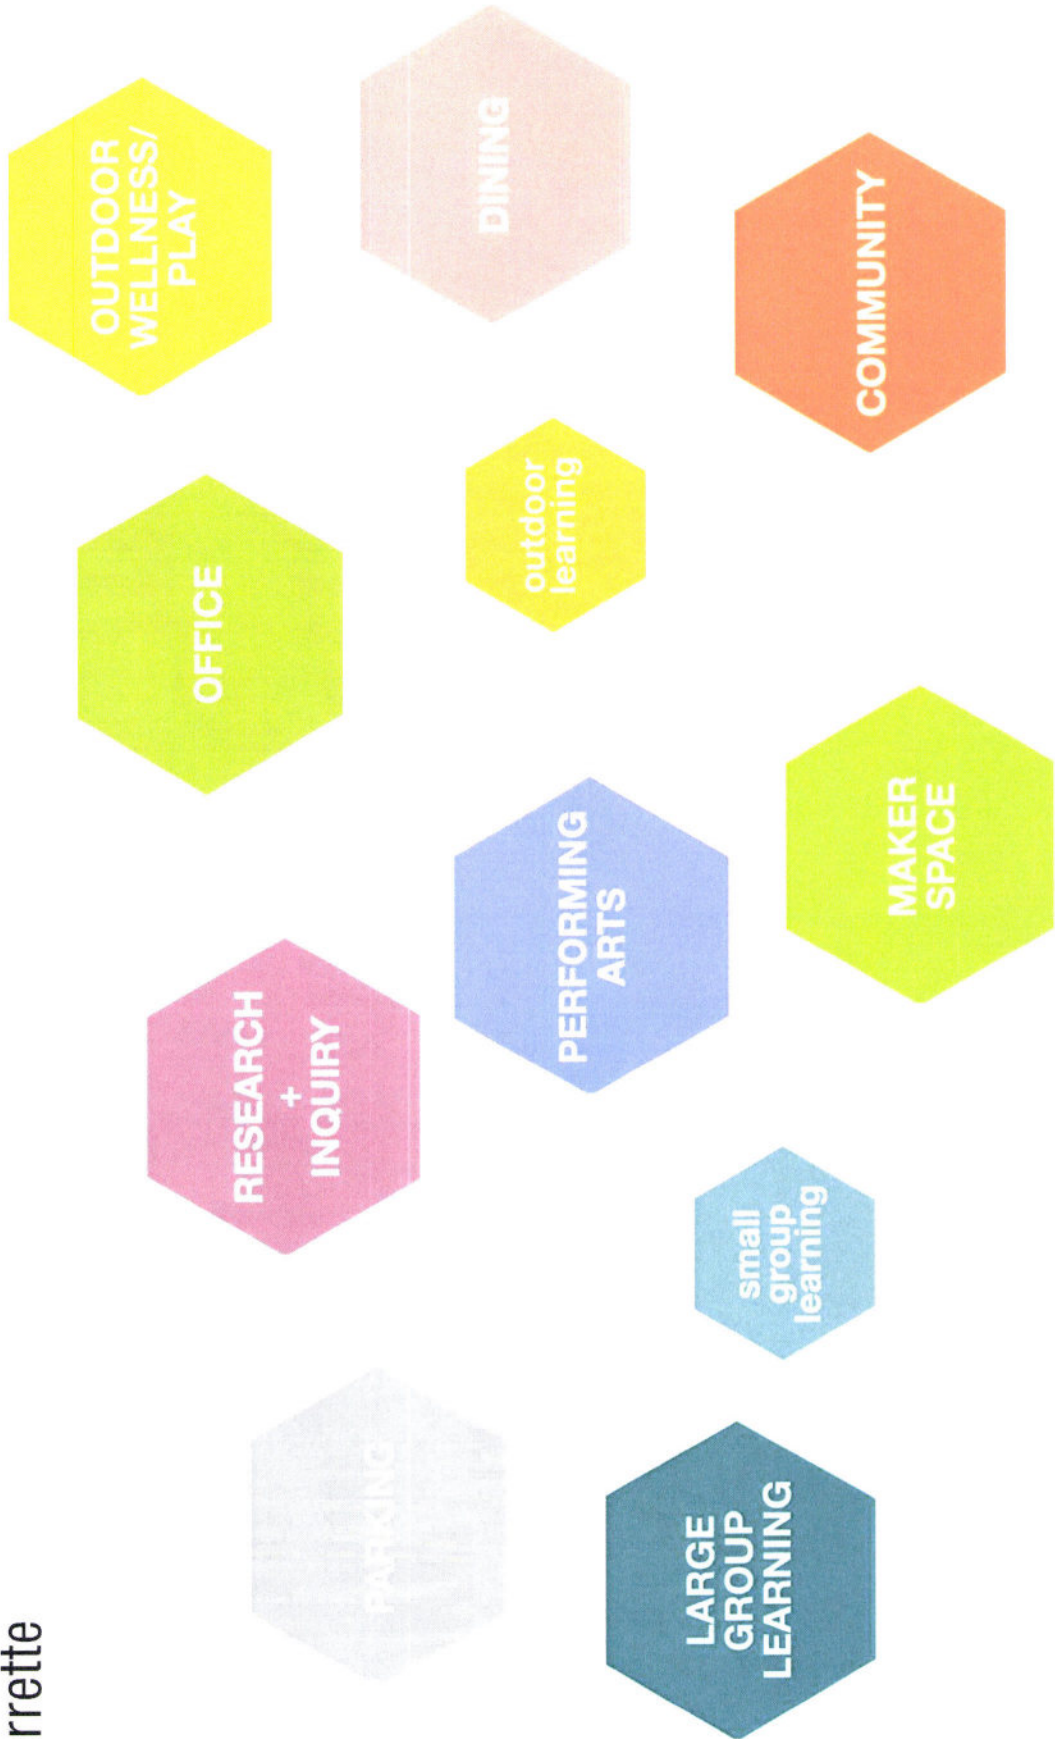 rrette
PARKING
RESEARCH
+
INQUIRY
OFFICE
OUTDOOR
WELLNESS/
PLAY
LARGE
GROUP
LEARNING
small
group
learning
PERFORMING
ARTS
outdoor
learning
DINING
MAKER
SPACE
COMMUNITY